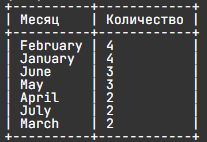 +----------+------------+
| Месяц    | Количество |
+----------+------------+
| February | 4          |
| January  | 4          |
| June     | 3          |
| May      | 3          |
| April    | 2          |
| July     | 2          |
| March    | 2          |
+----------+------------+